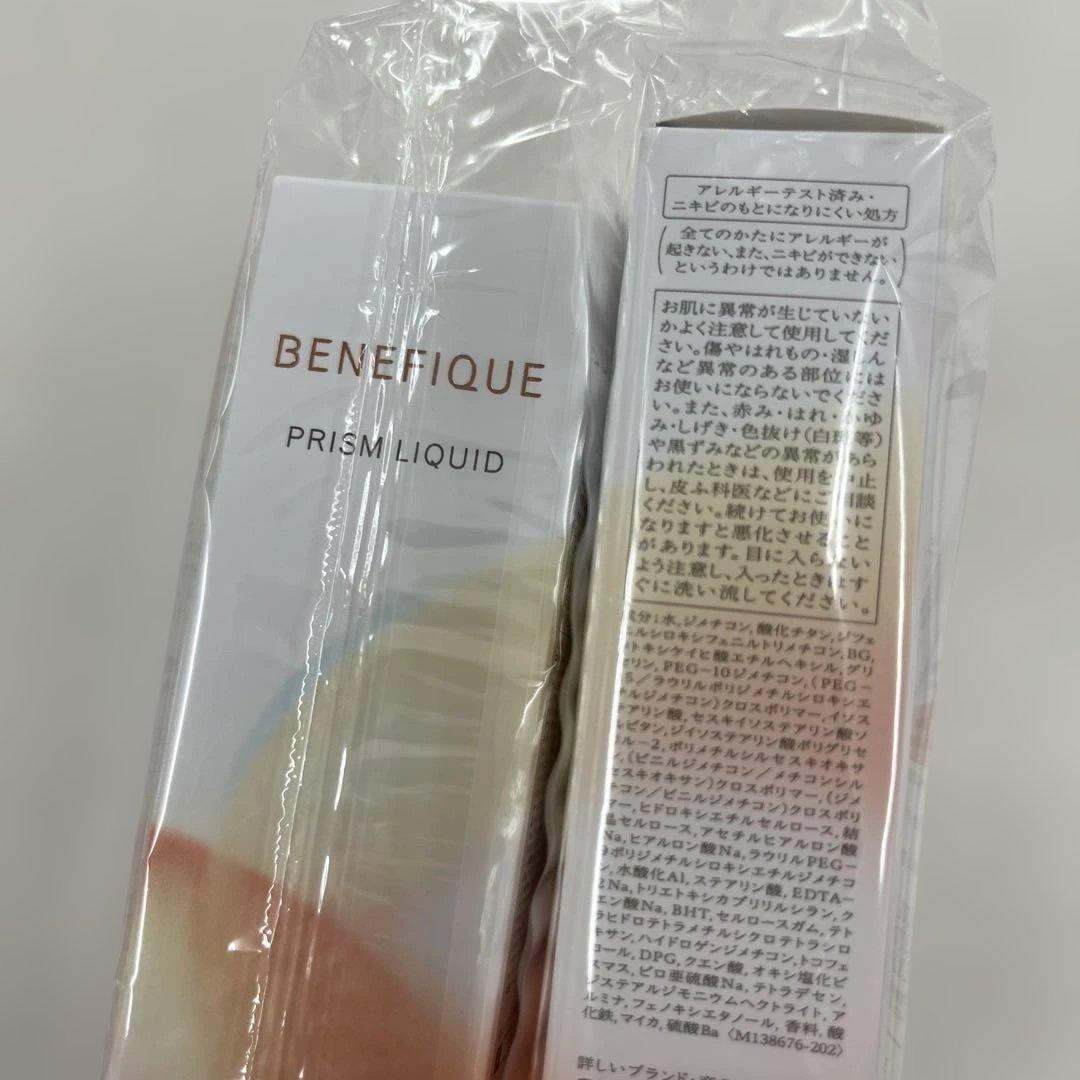 BENEFIQUE
PRISM LIQUID
アレルギーテスト済み・
ニキビのもとになりにくい処方
全てのかたにアレルギーが
起きない、また、ニキビができない
というわけではありません。
お肌に異常が生じていない
かよく注意して使用してくだ
さい。傷やはれもの・湿しん
など異常のある部位には
お使いにならないでくださ
い。また、赤み・はれ・かゆ
み・しげき・色抜け(白斑等)
や黒ずみなどの異常があら
われたときは、使用を中止
し、皮ふ科医などにご相談
ください。続けてお使いに
なりますと悪化させること
があります。目に入らない
よう注意し、入ったときはす
ぐに洗い流してください。
成分:水,ジメチコン,酸化チタン,ジフェ
ニルシロキシフェニルトリメチコン,BG,
トキシケイヒ酸エチルヘキシル,グリ
セリン,PEG-10ジメチコン,(PEG-
15/ラウリルポリジメチルシロキシエ
チルジメチコン)クロスポリマー,イソス
テアリン酸,セスキイソステアリン酸ソ
ルビタン,ジイソステアリン酸ポリグリセ
リル-2,ポリメチルシルセスキオキサ
ン,(ビニルジメチコン/メチコンシル
セスキオキサン)クロスポリマー,(ジメ
チコン/ビニルジメチコン)クロスポリ
マー,ヒドロキシエチルセルロース,結
晶セルロース,アセチルヒアルロン酸
Na,ヒアルロン酸Na,ラウリルPEG-
9ポリジメチルシロキシエチルジメチコ
ン,水酸化Al,ステアリン酸,EDTA-
2Na,トリエトキシカプリリルシラン,ク
エン酸Na,BHT,セルロースガム,テト
ラヒドロテトラメチルシクロテトラシロ
キサン,ハイドロゲンジメチコン,トコフェ
ロール,DPG,クエン酸,オキシ塩化ビ
スマス,ピロ亜硫酸Na,テトラデセン,
ジステアルジモニウムヘクトライト,ア
ルミナ,フェノキシエタノール,香料,酸
化鉄,マイカ,硫酸Ba〈M138676-202〉
詳しいブランド・商